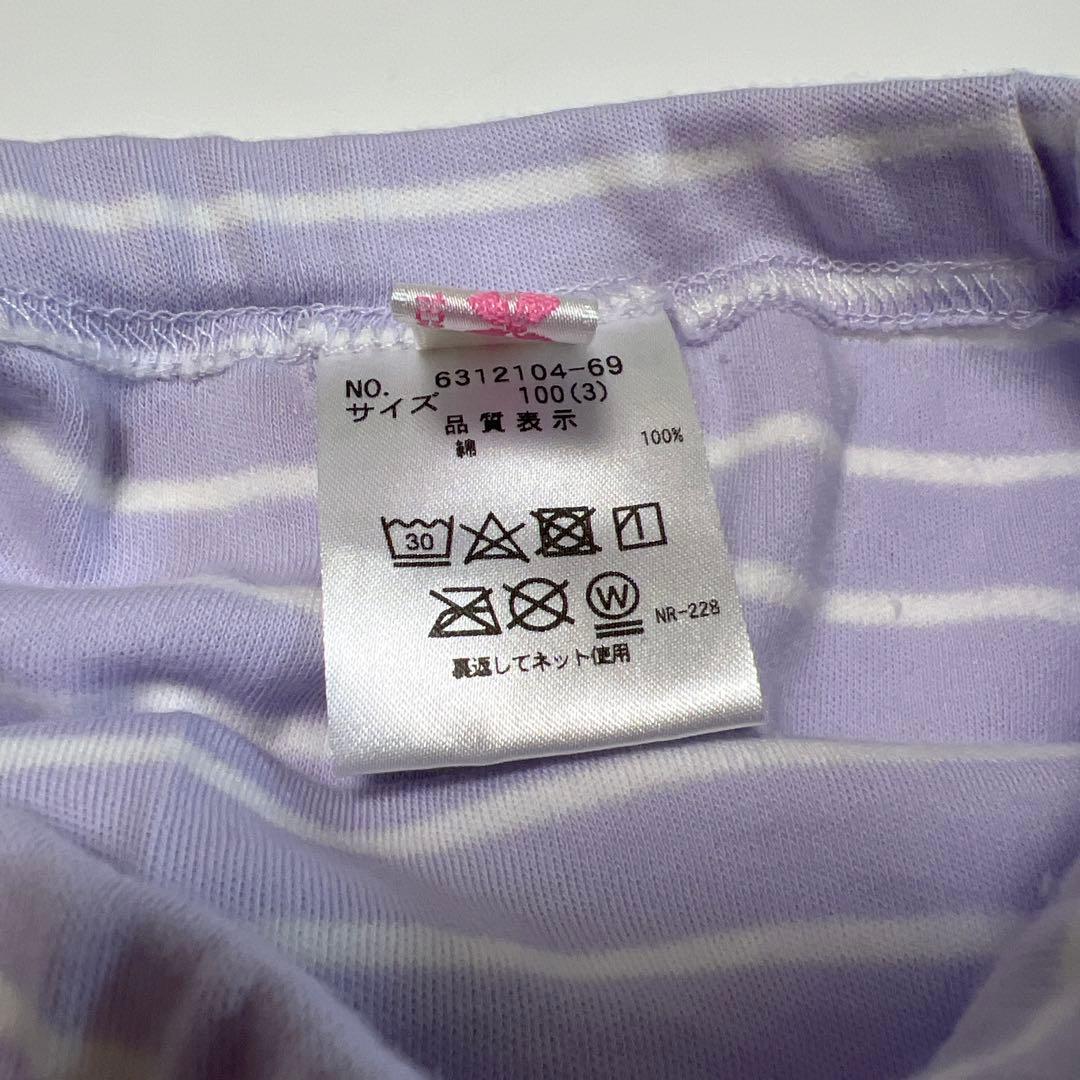 NO. 6312104-69
サイズ 100(3)
品質表示
綿 100%
30
W
NR-228
裏返してネット使用